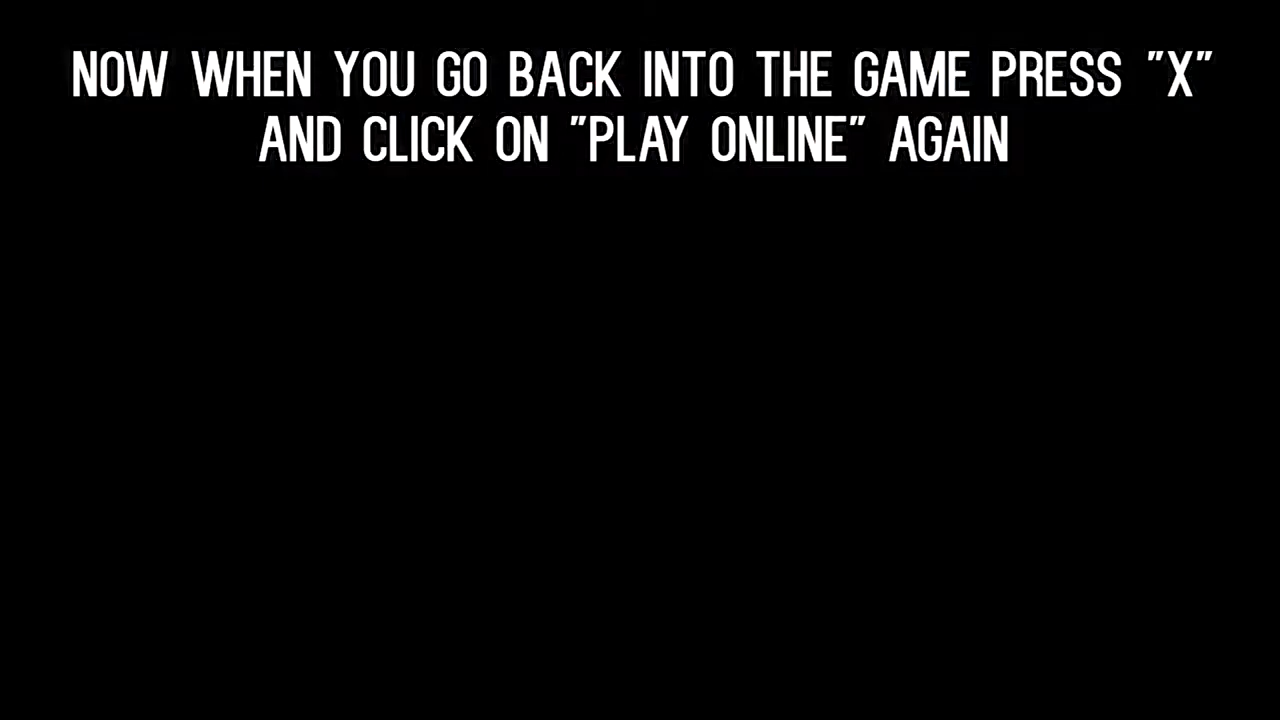 NOW WHEN YOU GO BACK INTO THE GAME PRESS "X"
AND CLICK ON "PLAY ONLINE" AGAIN